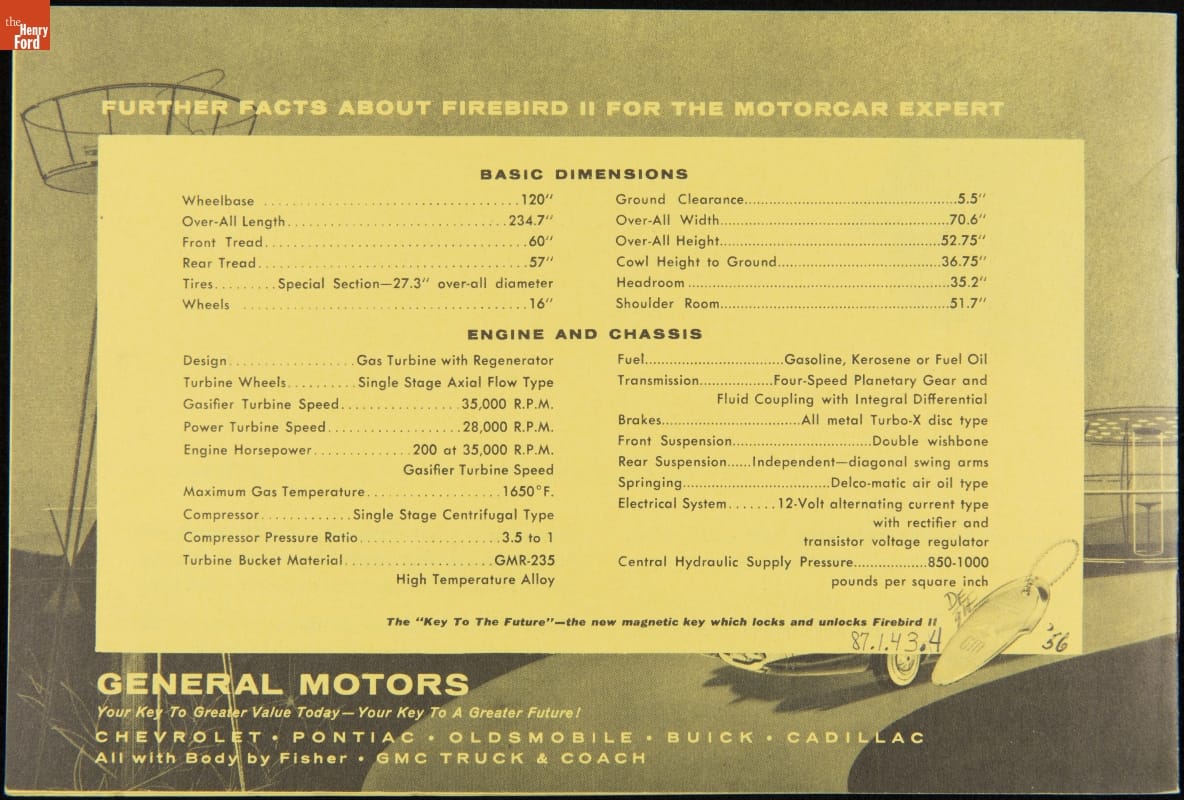 the
Henry
Ford
FURTHER FACTS ABOUT FIREBIRD II FOR THE MOTORCAR EXPERT
BASIC DIMENSIONS
Wheelbase ..................................120"
Over-All Length..............................234.7"
Front Tread...................................60"
Rear Tread....................................57"
Tires.........Special Section—27.3" over-all diameter
Wheels ......................................16"
Ground Clearance..................................................5.5"
Over-All Width.....................................................70.6"
Over-All Height...................................................52.75"
Cowl Height to Ground..........................................36.75"
Headroom............................................................35.2"
Shoulder Room.....................................................51.7"
ENGINE AND CHASSIS
Design.................Gas Turbine with Regenerator
Turbine Wheels.........Single Stage Axial Flow Type
Gasifier Turbine Speed................35,000 R.P.M.
Power Turbine Speed..................28,000 R.P.M.
Engine Horsepower.............200 at 35,000 R.P.M.
Gasifier Turbine Speed
Maximum Gas Temperature..................1650°F.
Compressor.............Single Stage Centrifugal Type
Compressor Pressure Ratio...................3.5 to 1
Turbine Bucket Material.....................GMR-235
High Temperature Alloy
Fuel.................................Gasoline, Kerosene or Fuel Oil
Transmission..................Four-Speed Planetary Gear and
Fluid Coupling with Integral Differential
Brakes.................................All metal Turbo-X disc type
Front Suspension.................................Double wishbone
Rear Suspension......Independent—diagonal swing arms
Springing...................................Delco-matic air oil type
Electrical System.......12-Volt alternating current type
with rectifier and
transistor voltage regulator
Central Hydraulic Supply Pressure.................850-1000
pounds per square inch
The "Key To The Future"—the new magnetic key which locks and unlocks Firebird II
87.1.43.4
'56
GM
GENERAL MOTORS
Your Key To Greater Value Today—Your Key To A Greater Future!
CHEVROLET • PONTIAC • OLDSMOBILE • BUICK • CADILLAC
All with Body by Fisher • GMC TRUCK & COACH